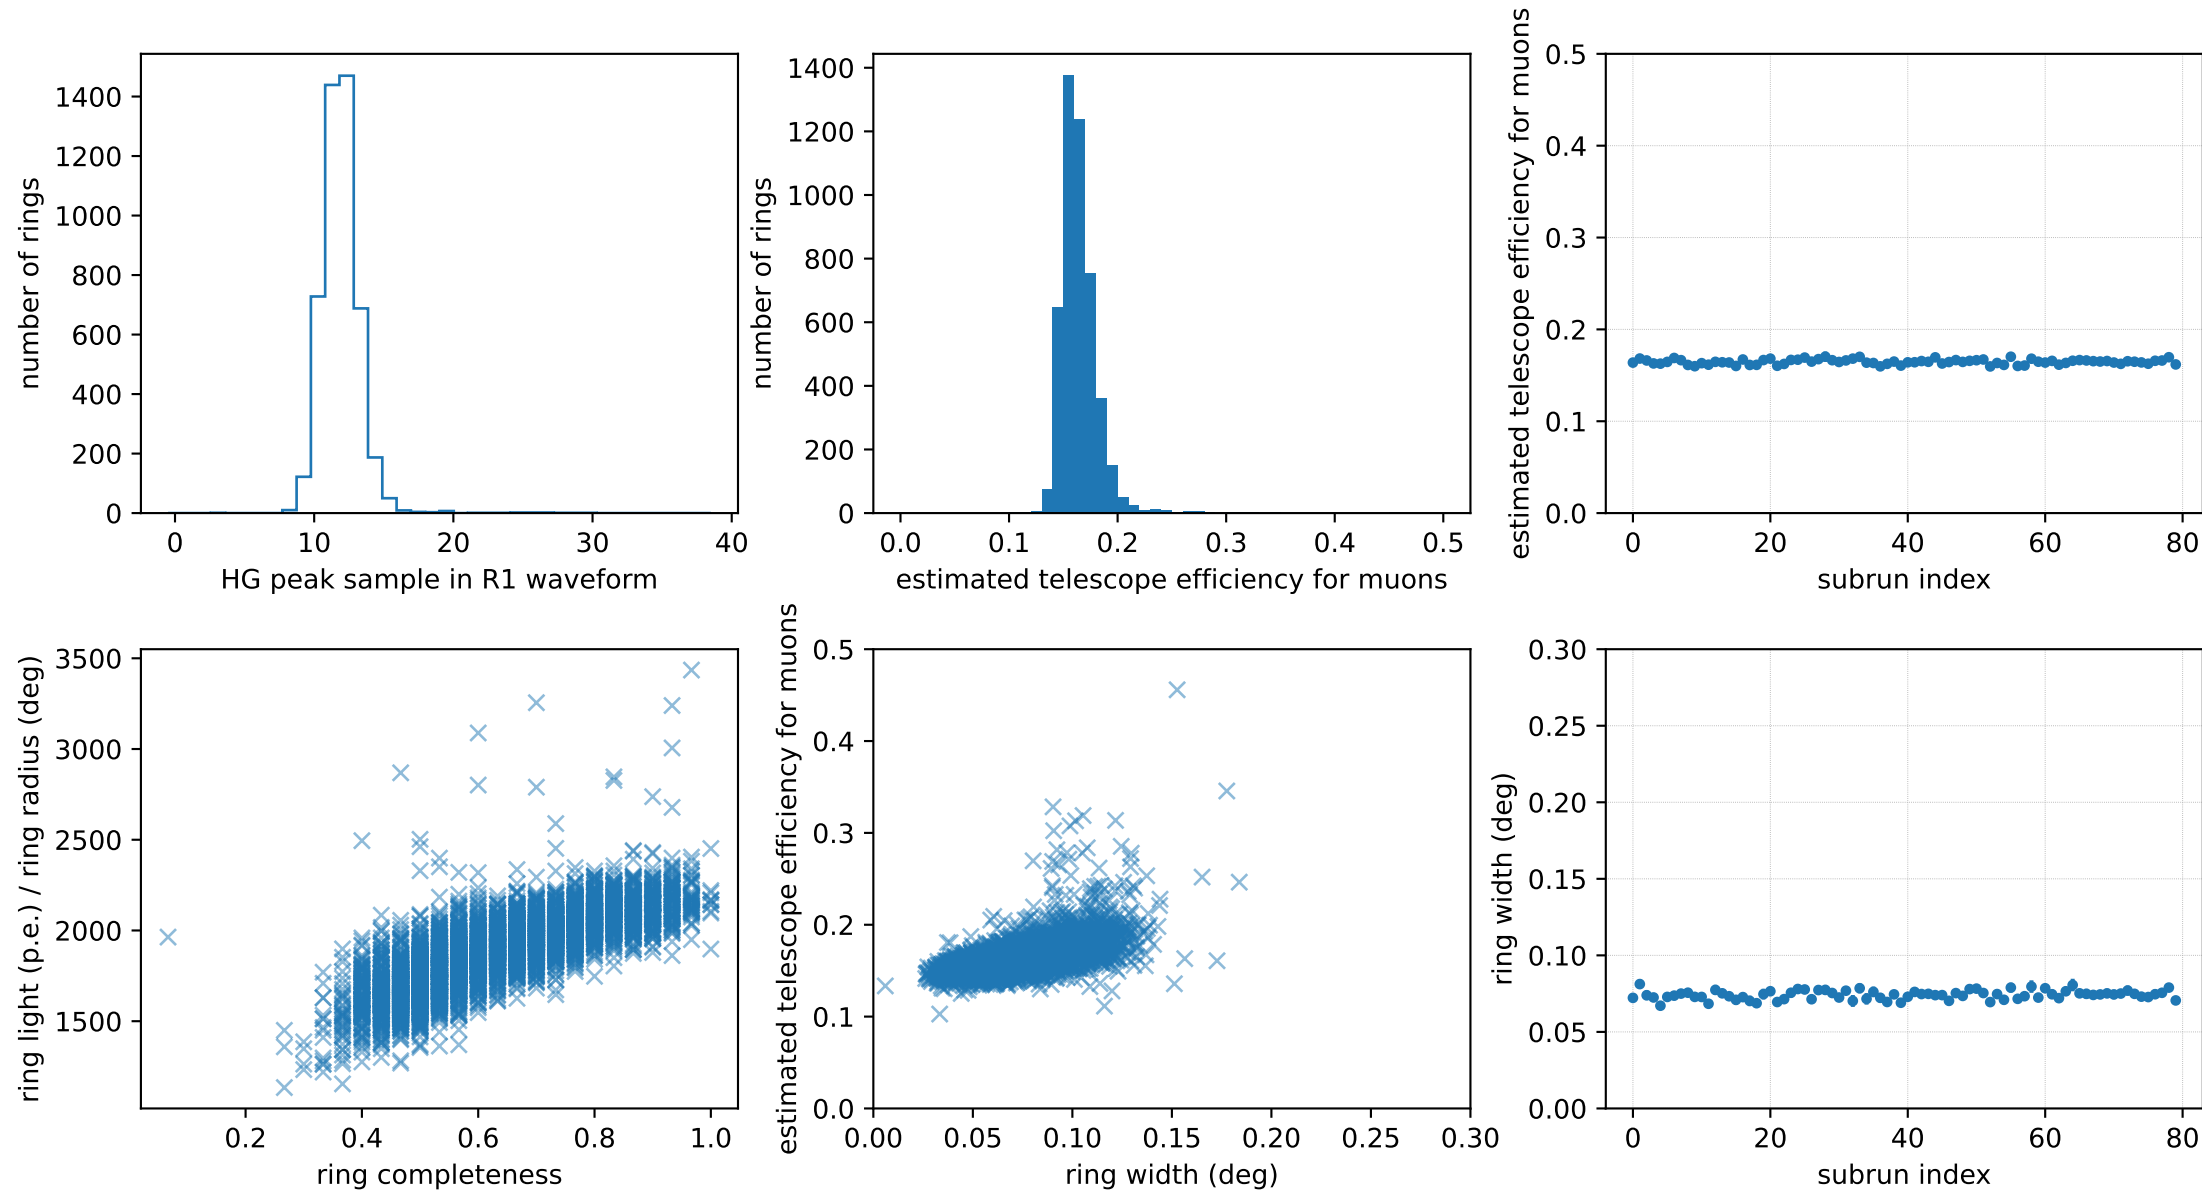 1400
1200
1000
800
600
400
200
0
number of rings
0 10 20 30 40
HG peak sample in R1 waveform
1400
1200
1000
800
600
400
200
0
number of rings
0.0 0.1 0.2 0.3 0.4 0.5
estimated telescope efficiency for muons
0.5
0.4
0.3
0.2
0.1
0.0
estimated telescope efficiency for muons
0 20 40 60 80
subrun index
3500
3000
2500
2000
1500
ring light (p.e.) / ring radius (deg)
0.2 0.4 0.6 0.8 1.0
ring completeness
0.5
0.4
0.3
0.2
0.1
0.0
estimated telescope efficiency for muons
0.00 0.05 0.10 0.15 0.20 0.25 0.30
ring width (deg)
0.30
0.25
0.20
0.15
0.10
0.05
0.00
ring width (deg)
0 20 40 60 80
subrun index